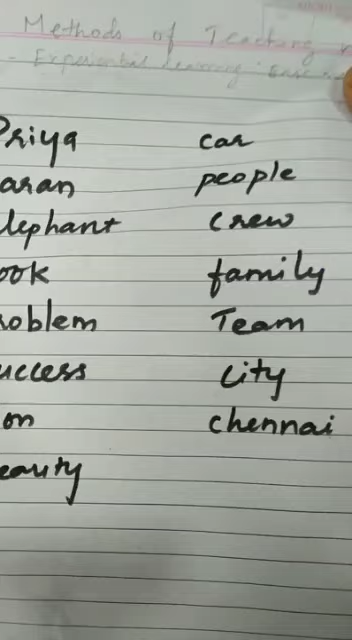 Methods of Teaching
- Experiential learning
Priya car
aran people
lephant crew
ook family
roblem Team
uccess city
on chennai
eauty